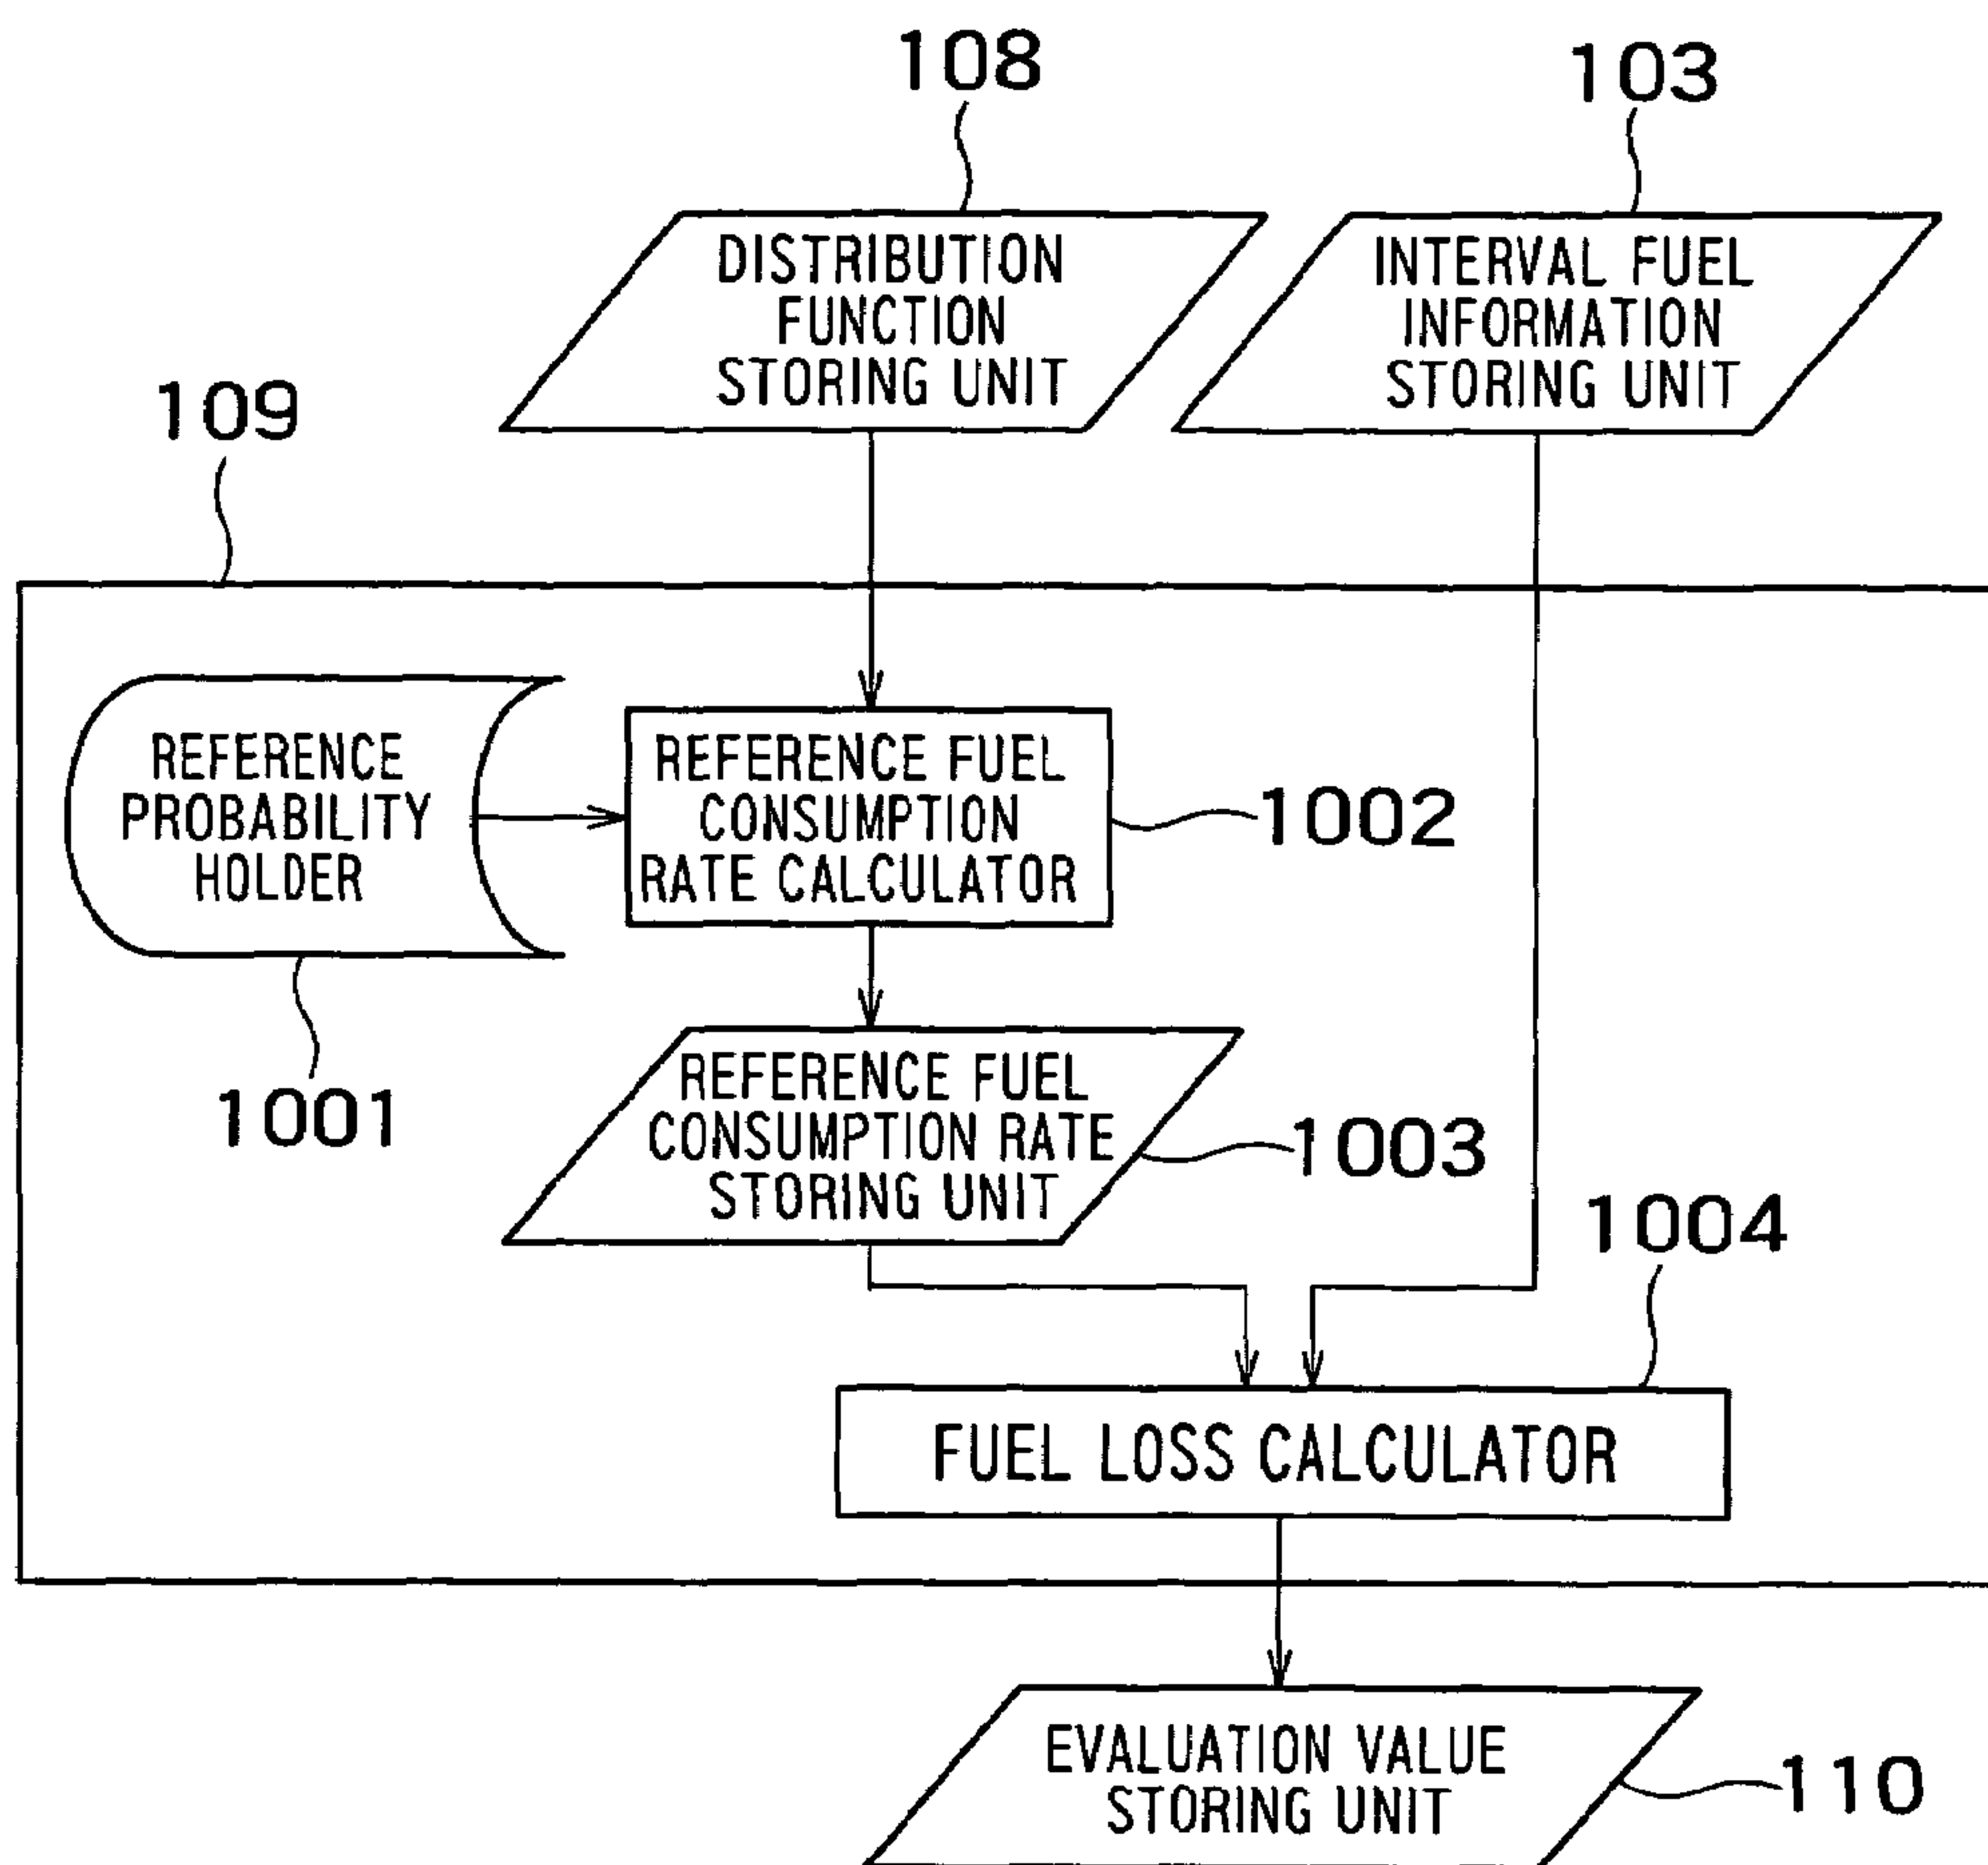 108
103
DISTRIBUTION
FUNCTION
STORING UNIT
INTERVAL FUEL
INFORMATION
STORING UNIT
109
REFERENCE
PROBABILITY
HOLDER
REFERENCE FUEL
CONSUMPTION
RATE CALCULATOR
1002
1001
REFERENCE FUEL
CONSUMPTION RATE
STORING UNIT
1003
1004
FUEL LOSS CALCULATOR
EVALUATION VALUE
STORING UNIT
110